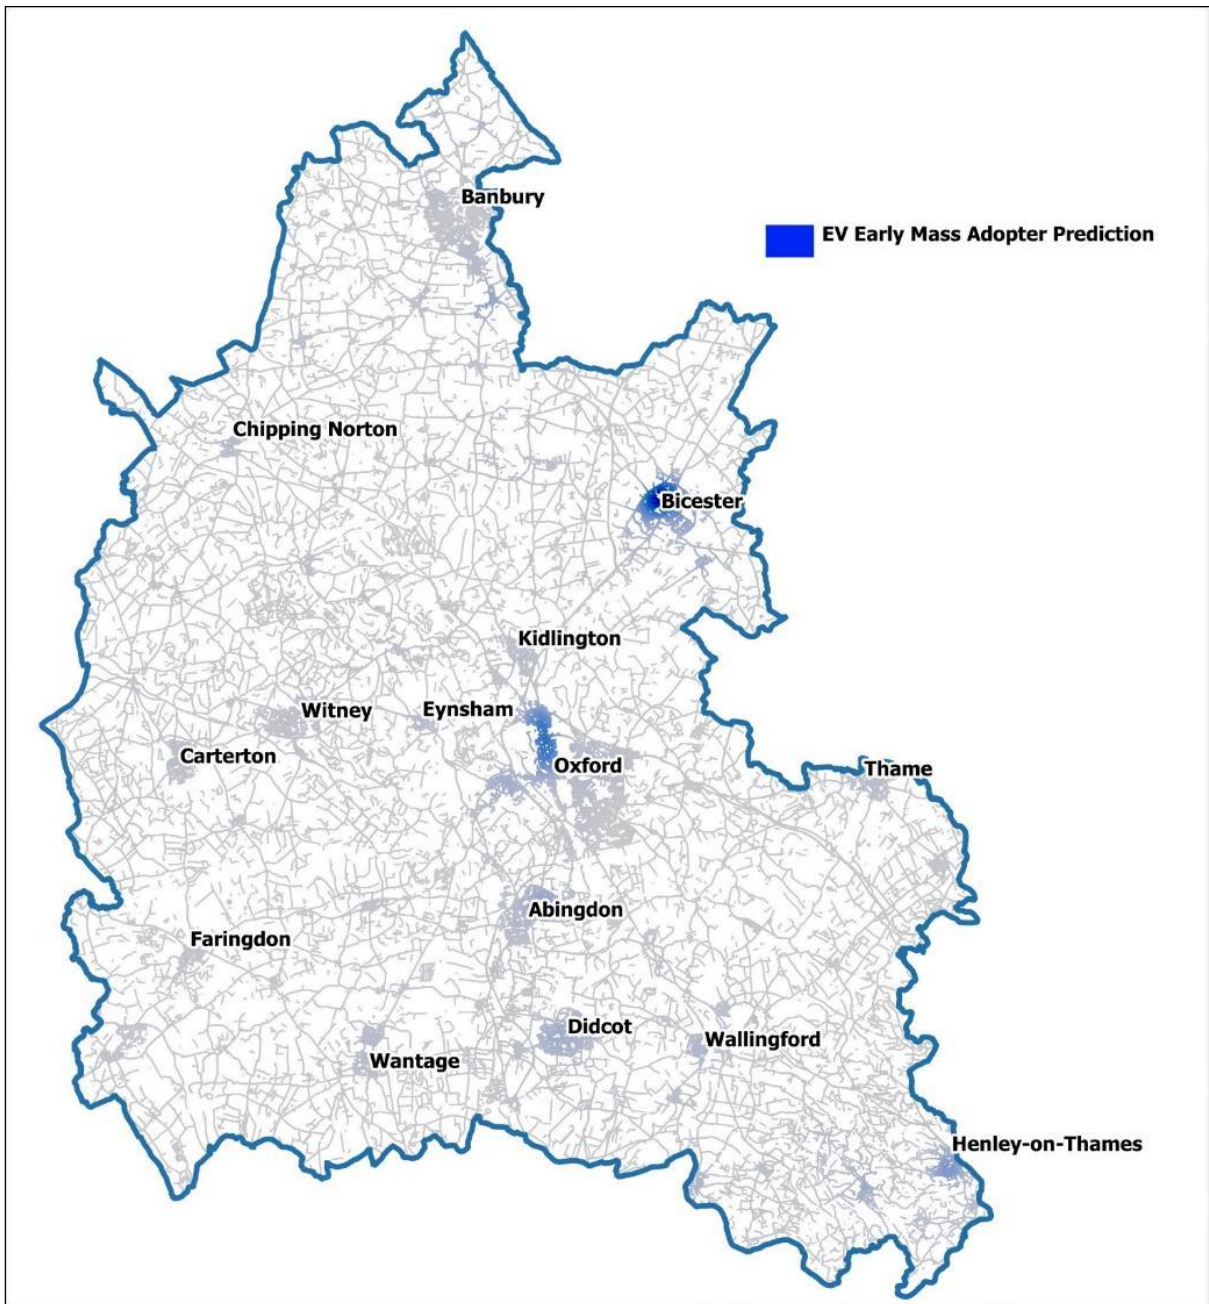 Banbury
EV Early Mass Adopter Prediction
Chipping Norton
Bicester
Kidlington
Witney
Eynsham
Carterton
Oxford
Thame
Abingdon
Faringdon
Didcot
Wallingford
Wantage
Henley-on-Thames